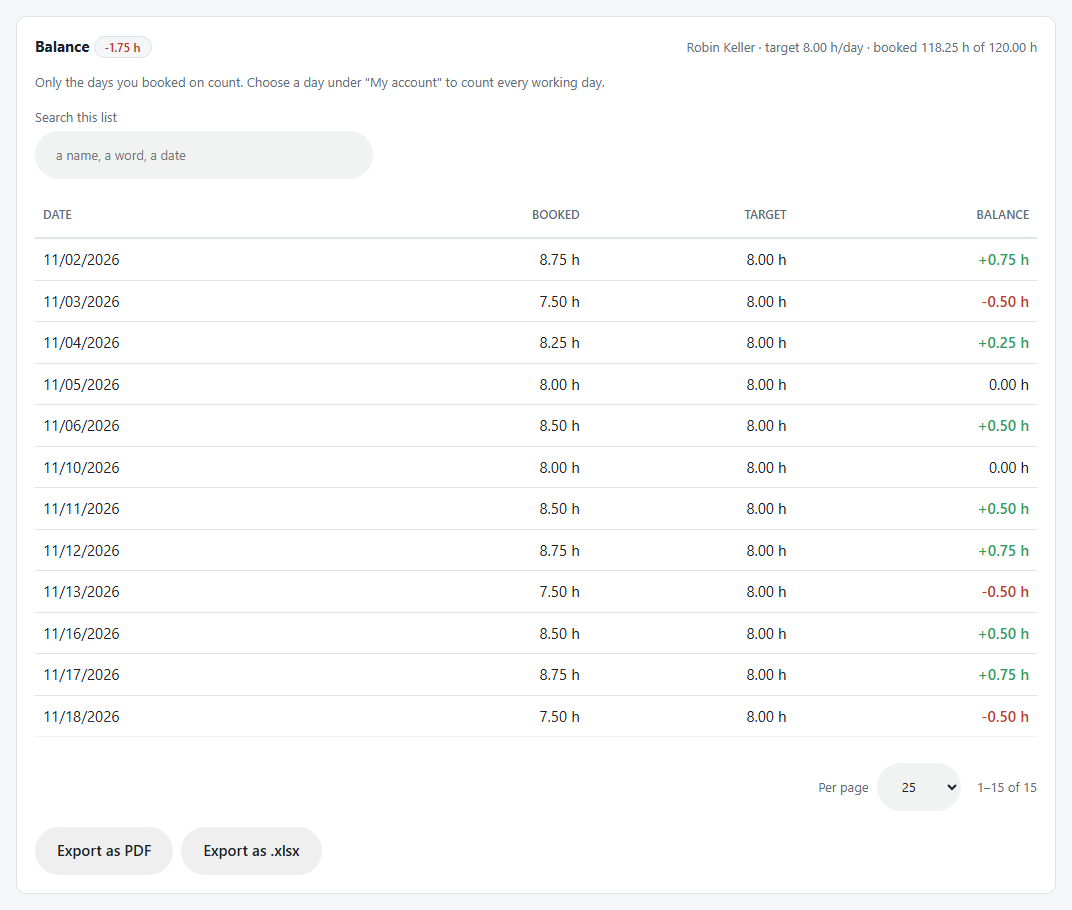 Balance -1.75 h Robin Keller · target 8.00 h/day · booked 118.25 h of 120.00 h
Only the days you booked on count. Choose a day under "My account" to count every working day.
Search this list
a name, a word, a date
DATE BOOKED TARGET BALANCE
11/02/2026 8.75 h 8.00 h +0.75 h
11/03/2026 7.50 h 8.00 h -0.50 h
11/04/2026 8.25 h 8.00 h +0.25 h
11/05/2026 8.00 h 8.00 h 0.00 h
11/06/2026 8.50 h 8.00 h +0.50 h
11/10/2026 8.00 h 8.00 h 0.00 h
11/11/2026 8.50 h 8.00 h +0.50 h
11/12/2026 8.75 h 8.00 h +0.75 h
11/13/2026 7.50 h 8.00 h -0.50 h
11/16/2026 8.50 h 8.00 h +0.50 h
11/17/2026 8.75 h 8.00 h +0.75 h
11/18/2026 7.50 h 8.00 h -0.50 h
Per page 25 1–15 of 15
Export as PDF Export as .xlsx